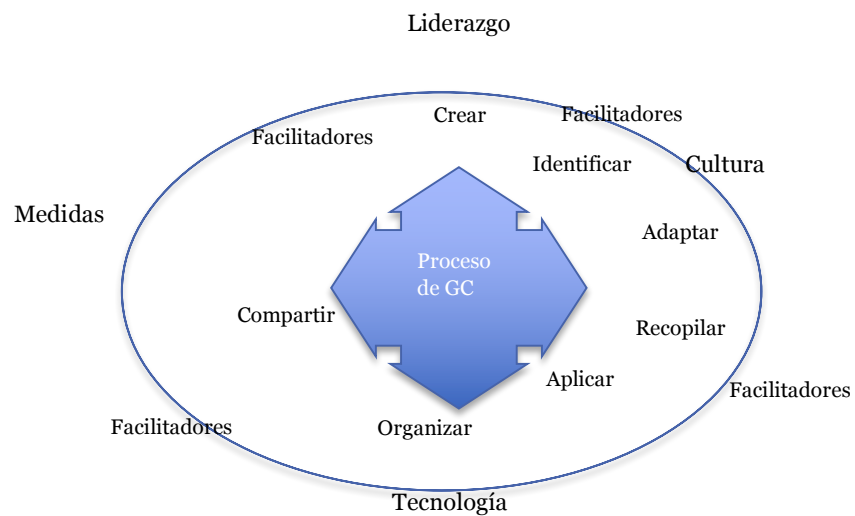 Liderazgo
Crear
Facilitadores
Facilitadores
Identificar
Cultura
Medidas
Adaptar
Proceso
de GC
Compartir
Recopilar
Aplicar
Facilitadores
Facilitadores
Organizar
Tecnología